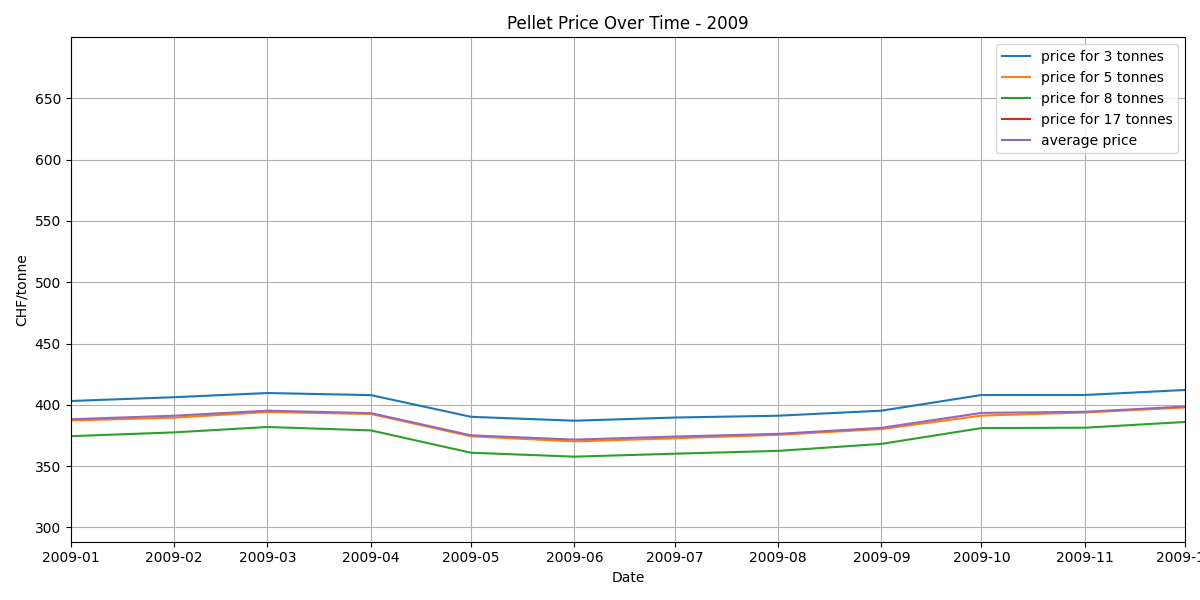 Pellet Price Over Time - 2009
price for 3 tonnes
price for 5 tonnes
price for 8 tonnes
price for 17 tonnes
average price
CHF/tonne
650
600
550
500
450
400
350
300
2009-01 2009-02 2009-03 2009-04 2009-05 2009-06 2009-07 2009-08 2009-09 2009-10 2009-11 2009-1
Date